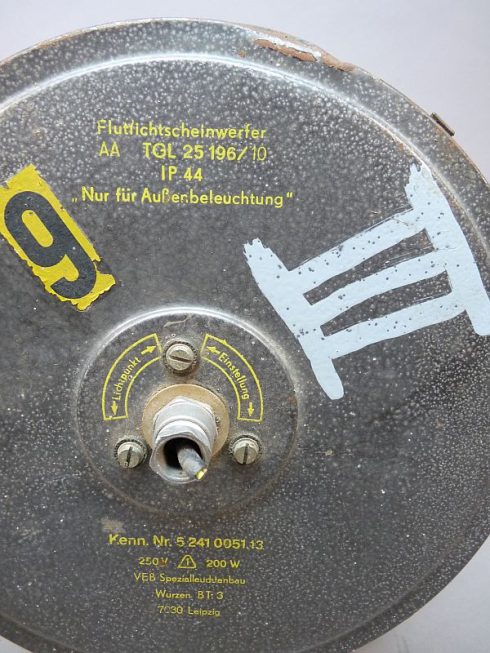 Flutlichtscheinwerfer
AA TGL 25 196/10
IP 44
„Nur für Außenbeleuchtung"
9
III
Lichtpunkt
Einstellung
Kenn. Nr. 5 241 0051.13
250 V 200 W
VEB Spezialleuchtenbau
Wurzen BT: 3
7030 Leipzig